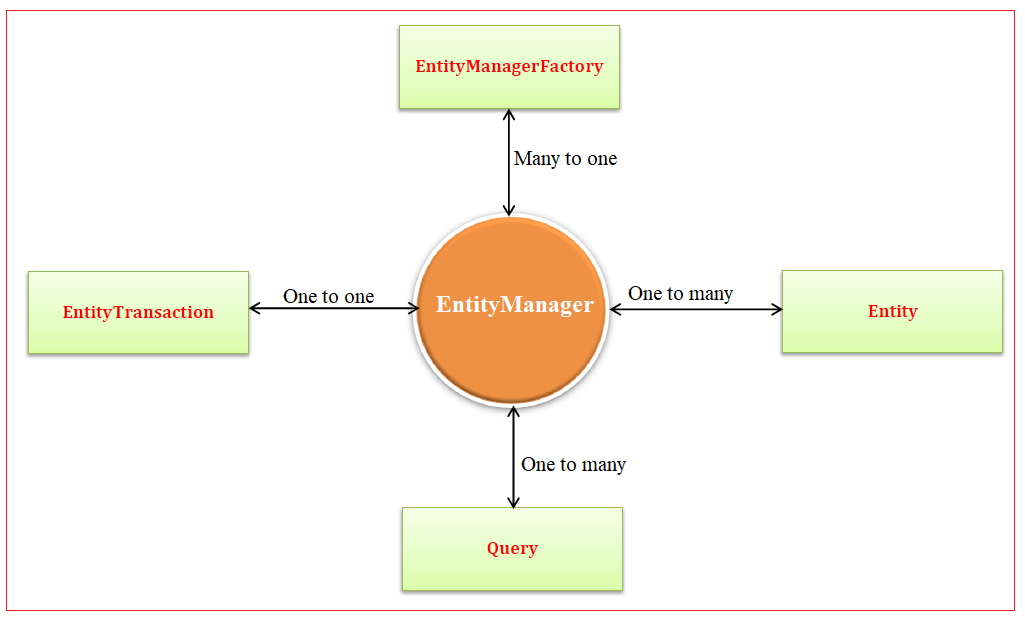 EntityManagerFactory
Many to one
EntityTransaction
One to one
EntityManager
One to many
Entity
One to many
Query